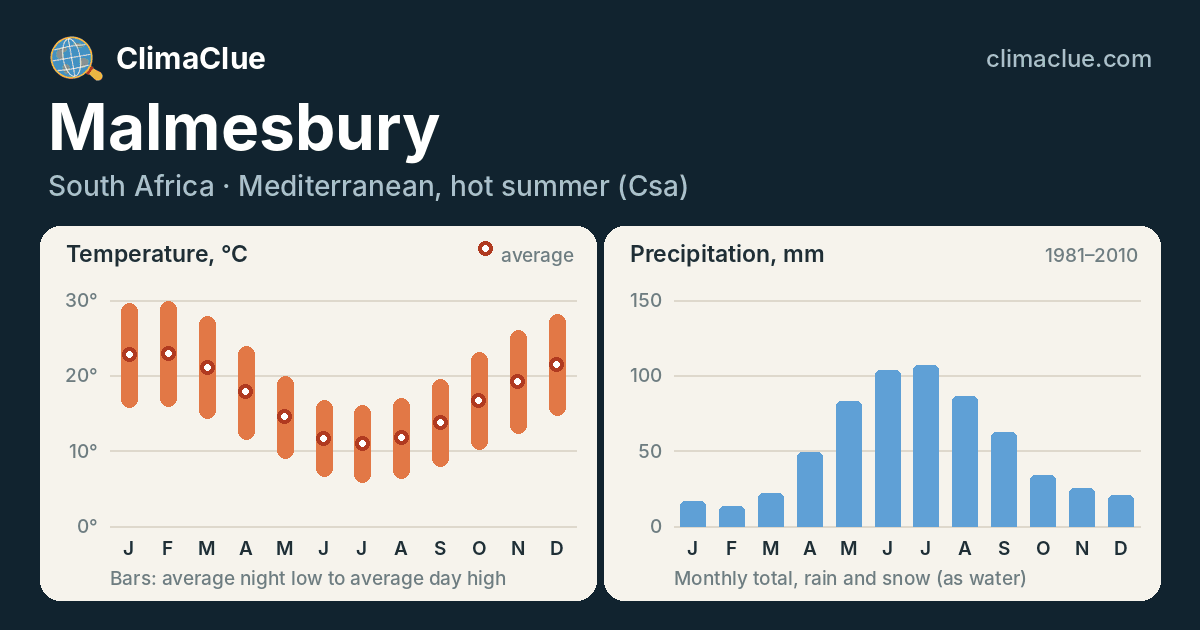 ClimaClue
climaclue.com
Malmesbury
South Africa · Mediterranean, hot summer (Csa)
Temperature, °C
average
30°
20°
10°
0°
J F M A M J J A S O N D
Bars: average night low to average day high
Precipitation, mm
1981–2010
150
100
50
0
J F M A M J J A S O N D
Monthly total, rain and snow (as water)